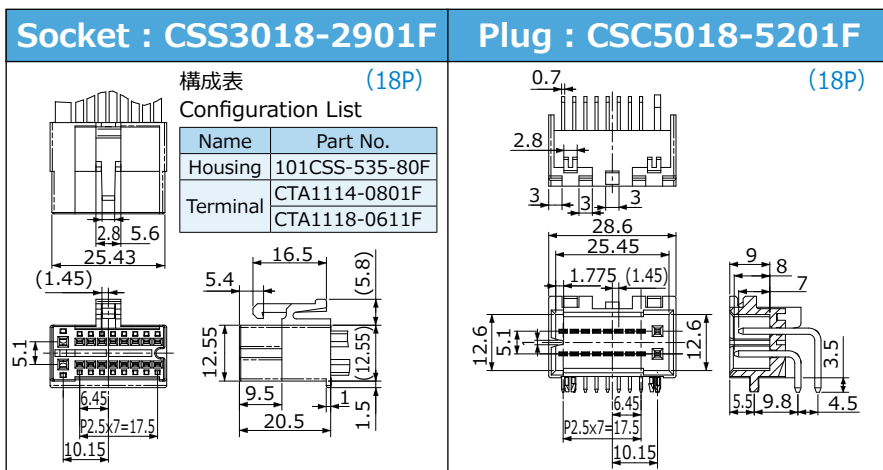 Socket : CSS3018-2901F
Plug : CSC5018-5201F
構成表
(18P)
Configuration List
Name Part No.
Housing 101CSS-535-80F
Terminal CTA1114-0801F
CTA1118-0611F
2.8 5.6
25.43
(1.45)
5.1
6.45
P2.5x7=17.5
10.15
16.5
5.4
(5.8)
12.55
(12.55)
9.5
1
1.5
20.5
(18P)
0.7
2.8
3 3 3
28.6
25.45
1.775 (1.45)
12.6
5.1
1
12.6
6.45
P2.5x7=17.5
10.15
9
8
7
3.5
5.5 9.8 4.5